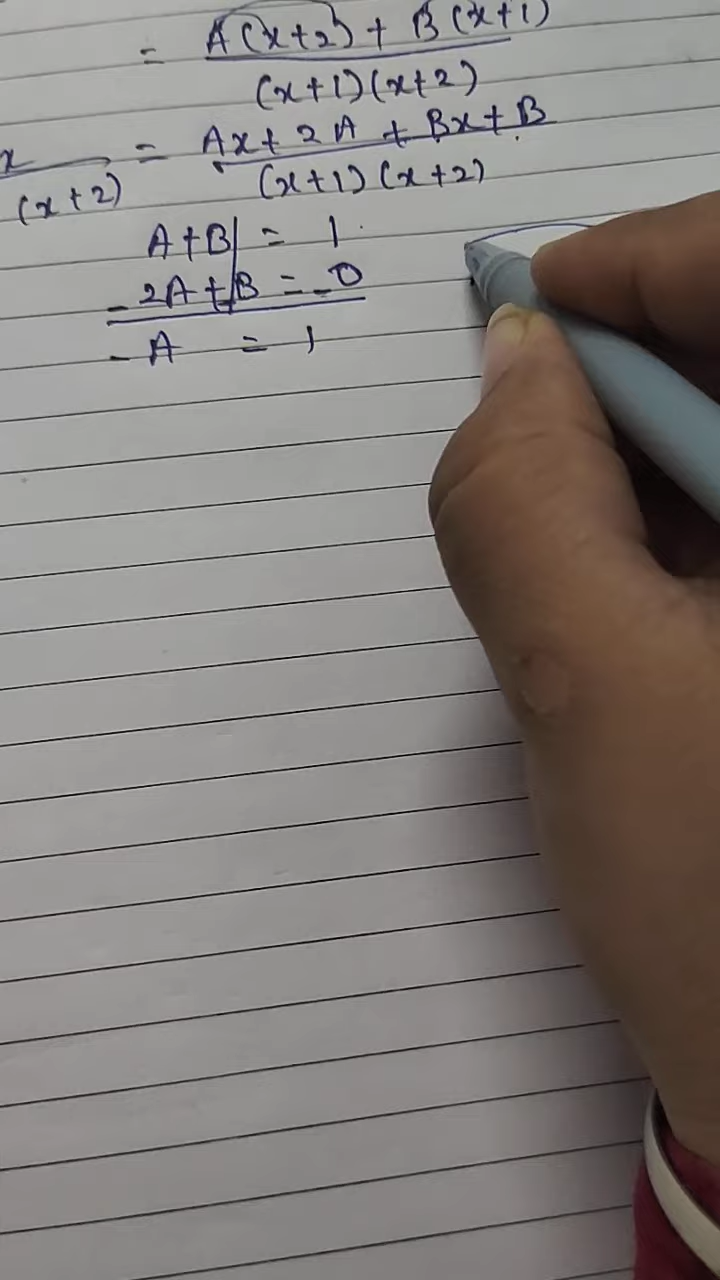 = A(x+2) + B(x+1)
(x+1)(x+2)
x = Ax + 2A + Bx + B
(x+2) (x+1)(x+2)
A+B = 1
- 2A + B = - 0
- A = 1